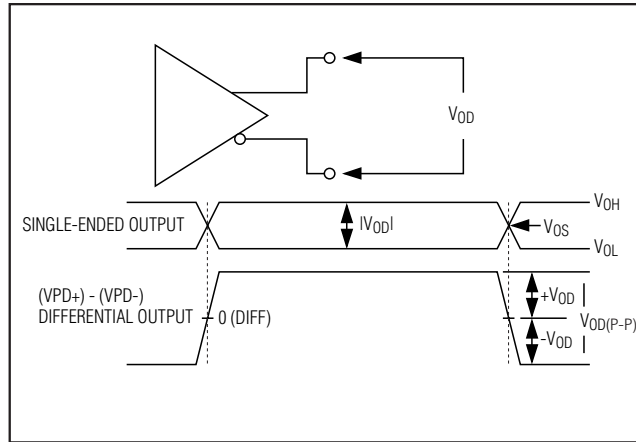 VOD
SINGLE-ENDED OUTPUT
|VOD|
VOH
VOS
VOL
(VPD+) - (VPD-)
DIFFERENTIAL OUTPUT
0 (DIFF)
+VOD
VOD(P-P)
-VOD